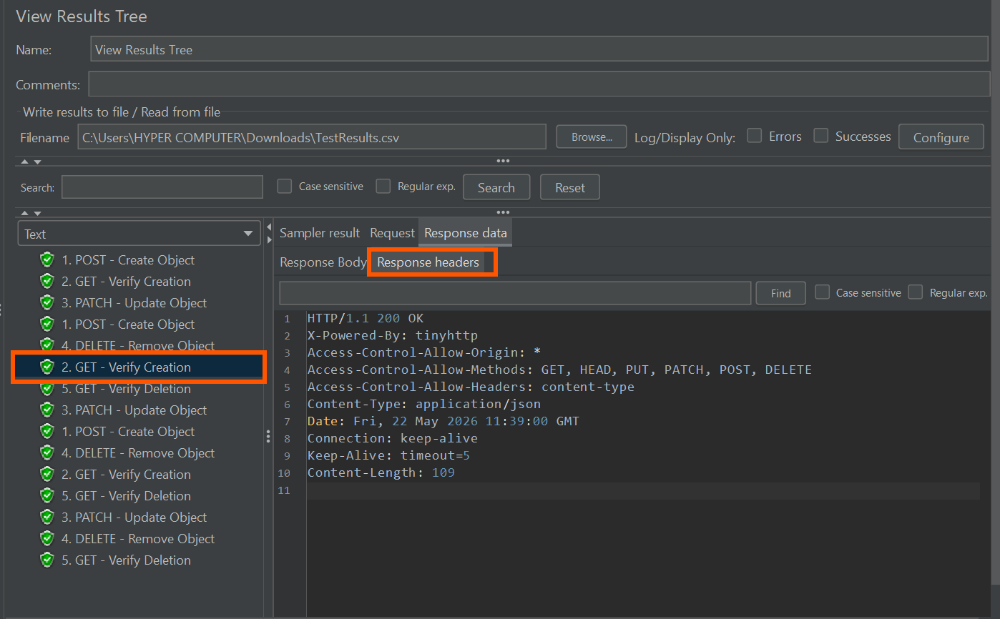 View Results Tree
Name: View Results Tree
Comments:
Write results to file / Read from file
Filename C:\Users\HYPER COMPUTER\Downloads\TestResults.csv Browse... Log/Display Only: Errors Successes Configure
Search: Case sensitive Regular exp. Search Reset
Text
1. POST - Create Object
2. GET - Verify Creation
3. PATCH - Update Object
1. POST - Create Object
4. DELETE - Remove Object
2. GET - Verify Creation
5. GET - Verify Deletion
3. PATCH - Update Object
1. POST - Create Object
4. DELETE - Remove Object
2. GET - Verify Creation
5. GET - Verify Deletion
3. PATCH - Update Object
4. DELETE - Remove Object
5. GET - Verify Deletion
Sampler result Request Response data
Response Body Response headers
Find Case sensitive Regular exp.
1 HTTP/1.1 200 OK
2 X-Powered-By: tinyhttp
3 Access-Control-Allow-Origin: *
4 Access-Control-Allow-Methods: GET, HEAD, PUT, PATCH, POST, DELETE
5 Access-Control-Allow-Headers: content-type
6 Content-Type: application/json
7 Date: Fri, 22 May 2026 11:39:00 GMT
8 Connection: keep-alive
9 Keep-Alive: timeout=5
10 Content-Length: 109
11